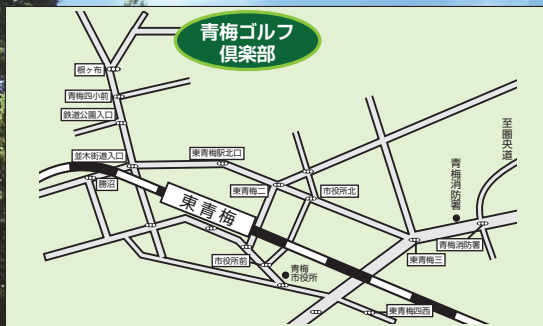 青梅ゴルフ
倶楽部
根ヶ布
青梅四小前
鉄道公園入口
並木街道入口
東青梅駅北口
勝沼
東青梅二
市役所北
至圏央道
青梅消防署
東青梅
市役所前
青梅
市役所
青梅消防署
東青梅三
東青梅四西